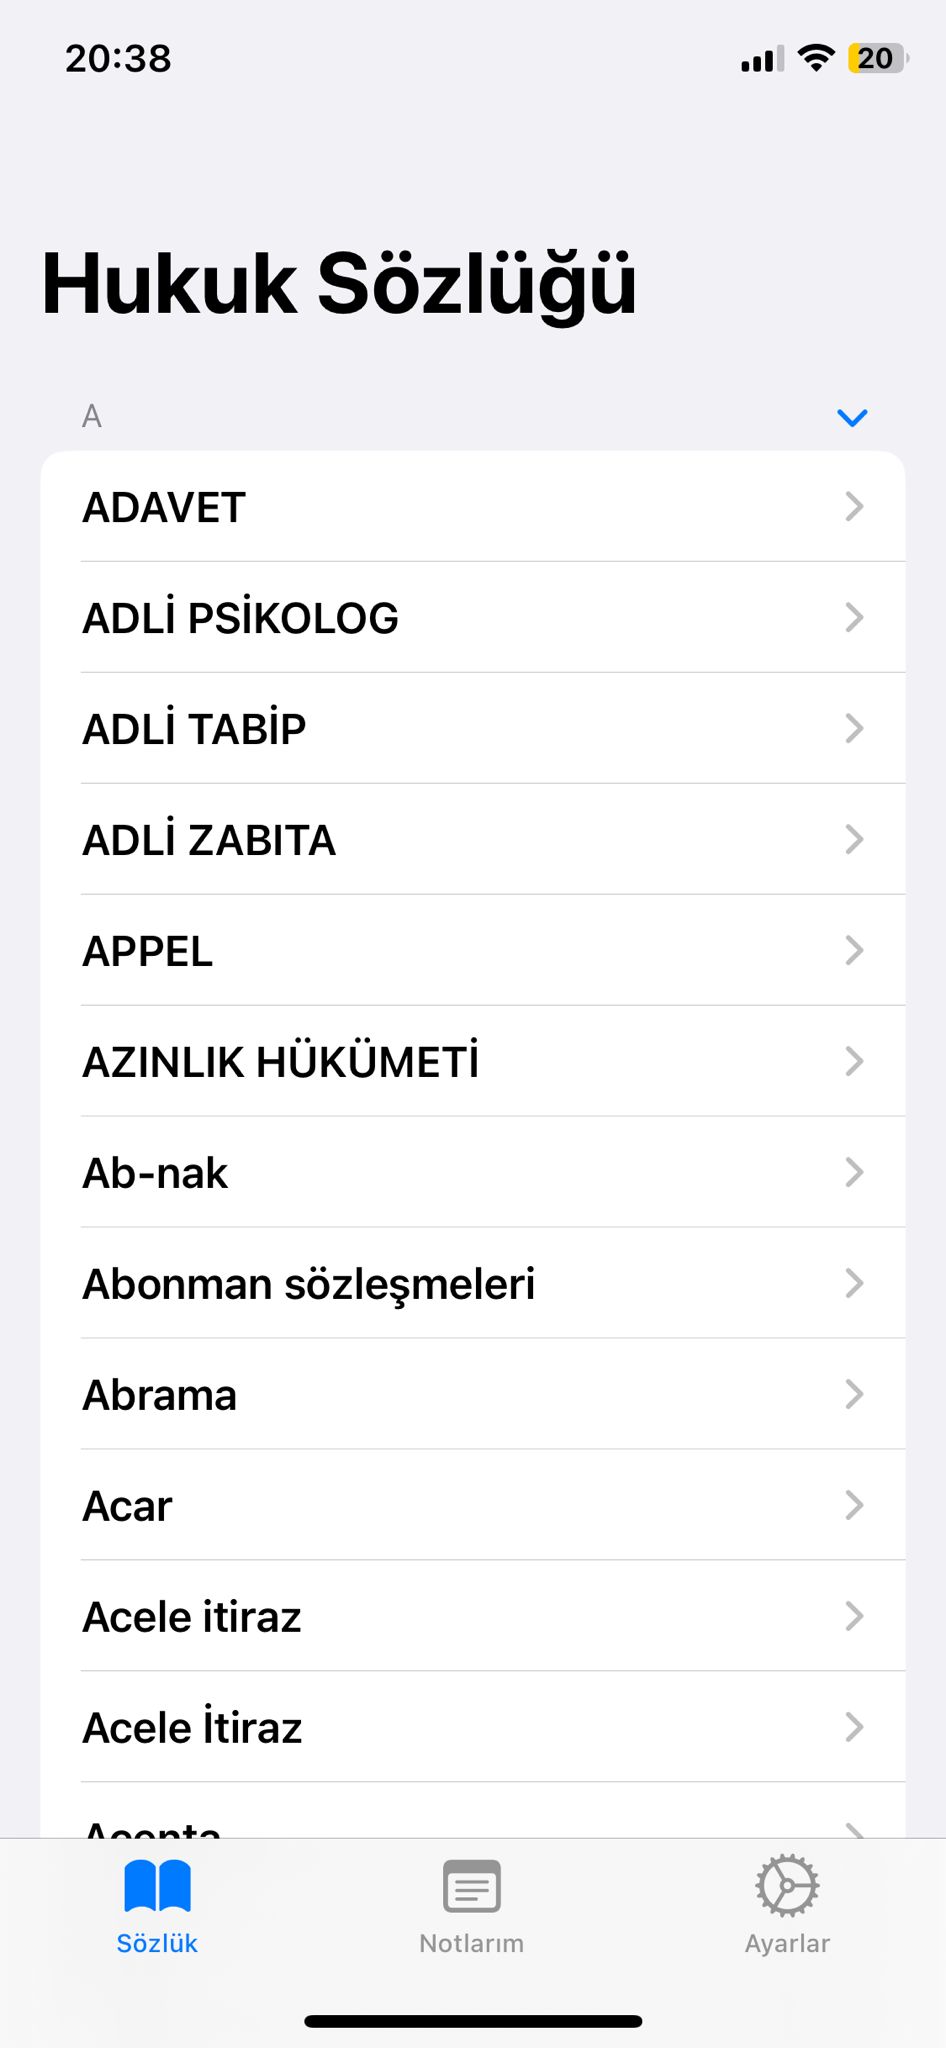 20:38
20
Hukuk Sözlüğü
A
ADAVET
ADLİ PSİKOLOG
ADLİ TABİP
ADLİ ZABITA
APPEL
AZINLIK HÜKÜMETİ
Ab-nak
Abonman sözleşmeleri
Abrama
Acar
Acele itiraz
Acele İtiraz
Acenta
Sözlük
Notlarım
Ayarlar